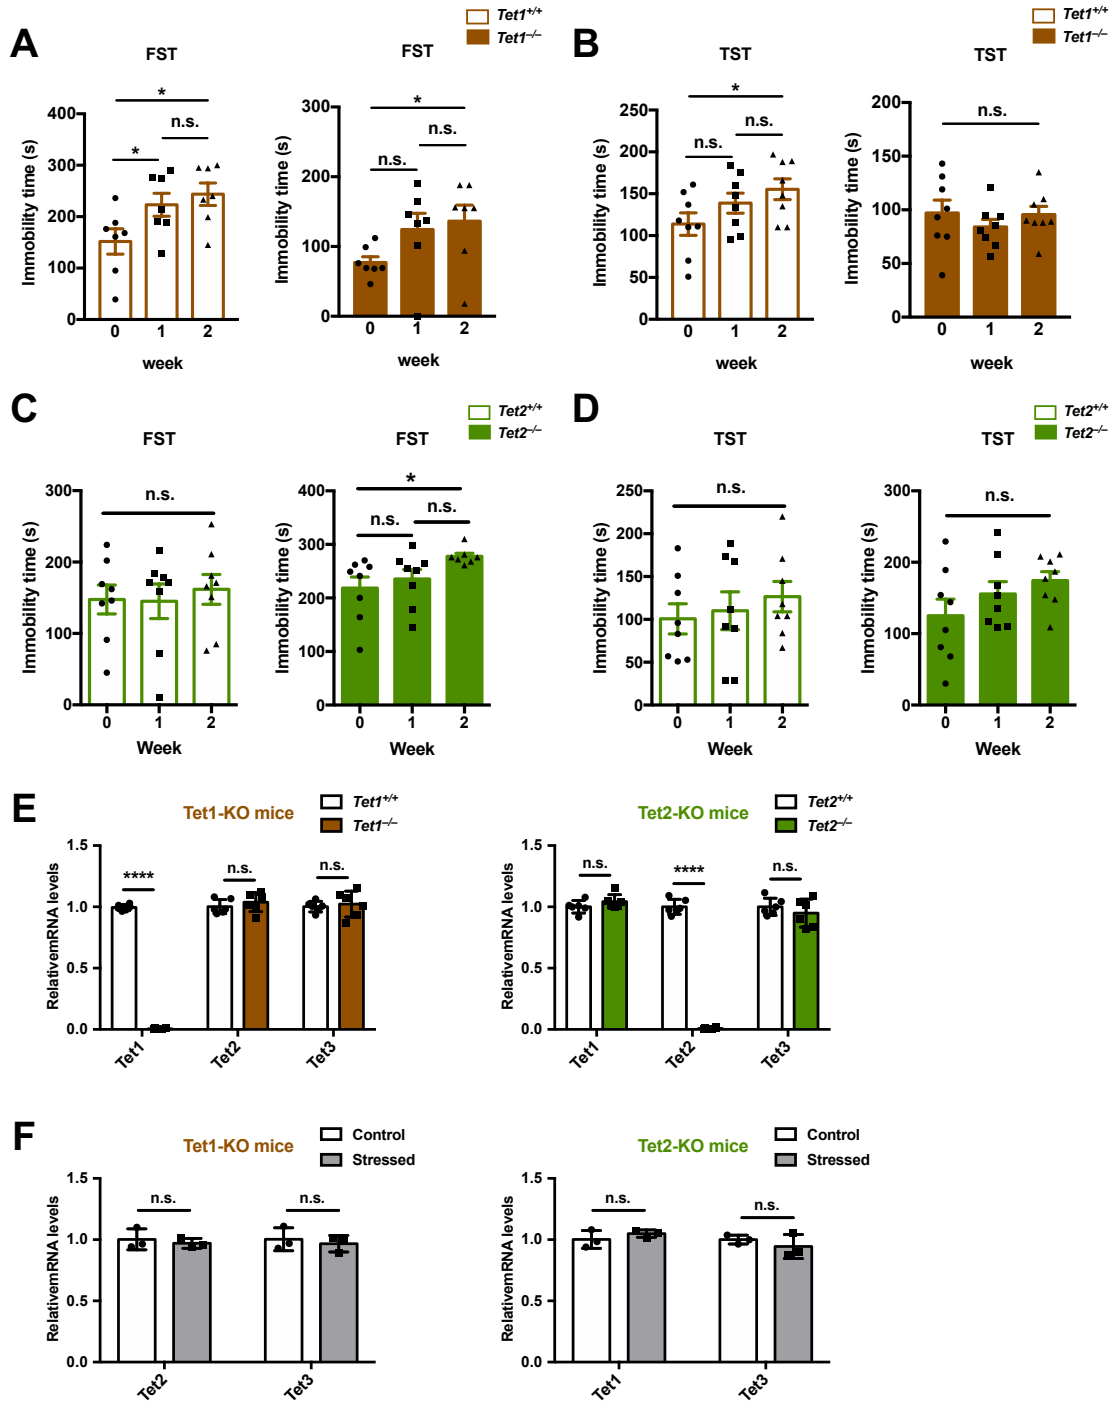 A
FST
FST
Tet1+/+
Tet1–/–
Immobility time (s)
400
300
200
100
0
*
n.s.
*
0 1 2
week
Immobility time (s)
300
200
100
0
*
n.s.
n.s.
0 1 2
week
B
TST
TST
Tet1+/+
Tet1–/–
Immobility time (s)
250
200
150
100
50
0
*
n.s.
n.s.
0 1 2
week
Immobility time (s)
200
150
100
50
0
n.s.
0 1 2
week
C
FST
FST
Tet2+/+
Tet2–/–
Immobility time (s)
300
200
100
0
n.s.
0 1 2
Week
Immobility time (s)
400
300
200
100
0
*
n.s.
n.s.
0 1 2
Week
D
TST
TST
Tet2+/+
Tet2–/–
Immobility time (s)
250
200
150
100
50
0
n.s.
0 1 2
Week
Immobility time (s)
300
200
100
0
n.s.
0 1 2
Week
E
Tet1-KO mice
Tet1+/+
Tet1–/–
RelativemRNA levels
1.5
1.0
0.5
0.0
****
n.s.
n.s.
Tet1
Tet2
Tet3
Tet2-KO mice
Tet2+/+
Tet2–/–
RelativemRNA levels
1.5
1.0
0.5
0.0
n.s.
****
n.s.
Tet1
Tet2
Tet3
F
Tet1-KO mice
Control
Stressed
RelativemRNA levels
1.5
1.0
0.5
0.0
n.s.
n.s.
Tet2
Tet3
Tet2-KO mice
Control
Stressed
RelativemRNA levels
1.5
1.0
0.5
0.0
n.s.
n.s.
Tet1
Tet3